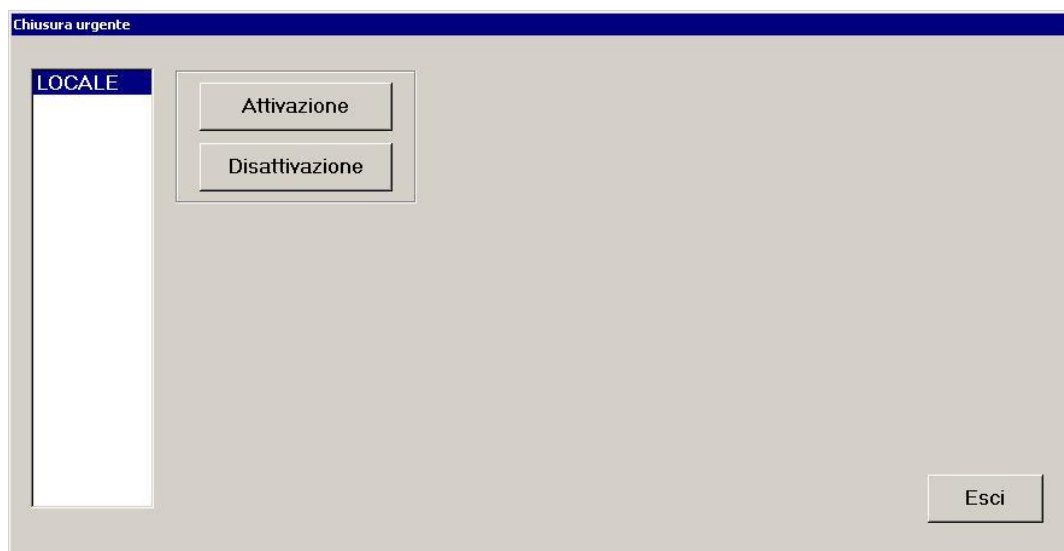 Chiusura urgente
LOCALE
Attivazione
Disattivazione
Esci